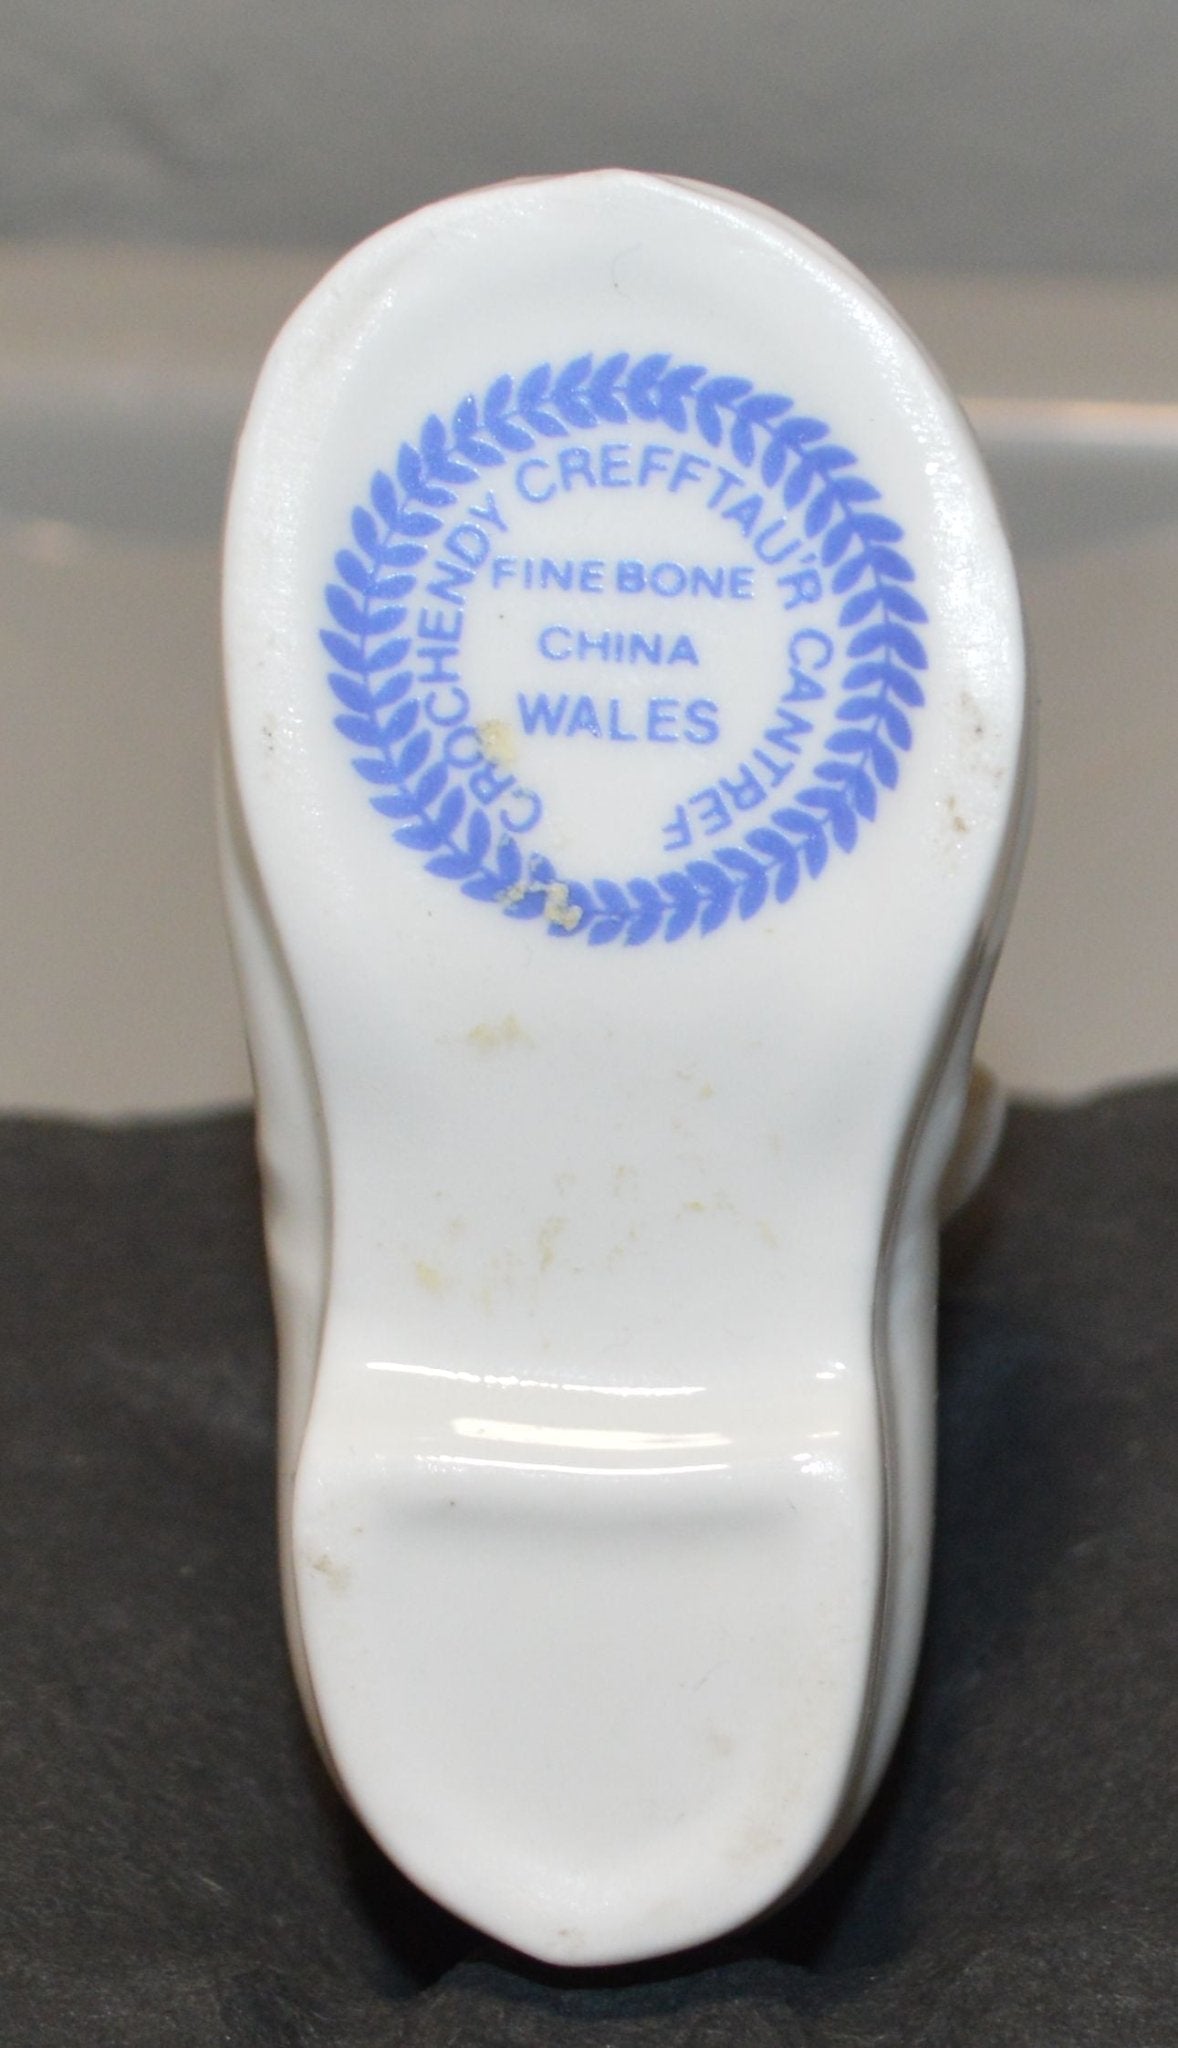 CROCHENDY CREFFTAU'R CANTREF
FINE BONE
CHINA
WALES